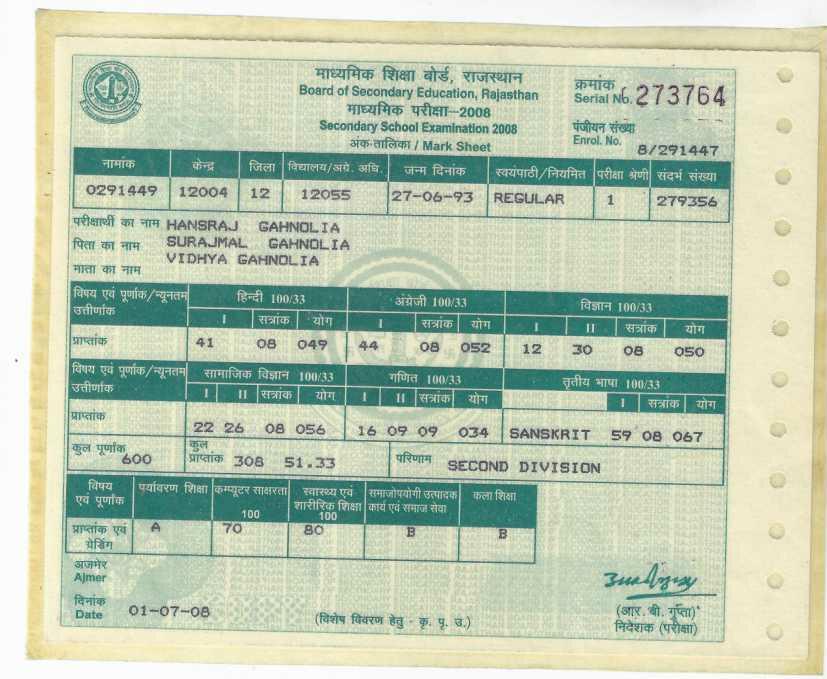 माध्यमिक शिक्षा बोर्ड, राजस्थान
Board of Secondary Education, Rajasthan
माध्यमिक परीक्षा-2008
Secondary School Examination 2008
अंक-तालिका / Mark Sheet
क्रमांक
Serial No. 273764
पंजीयन संख्या
Enrol. No. 8/291447
नामांक केन्द्र जिला विद्यालय/अग्रे. अधि. जन्म दिनांक स्वयंपाठी/नियमित परीक्षा श्रेणी संदर्भ संख्या
0291449 12004 12 12055 27-06-93 REGULAR 1 279356
परीक्षार्थी का नाम HANSRAJ GAHNOLIA
पिता का नाम SURAJMAL GAHNOLIA
माता का नाम VIDHYA GAHNOLIA
विषय एवं पूर्णांक/न्यूनतम उत्तीर्णांक हिन्दी 100/33 अंग्रेजी 100/33 विज्ञान 100/33
I सत्रांक योग I सत्रांक योग I II सत्रांक योग
प्राप्तांक 41 08 049 44 08 052 12 30 08 050
विषय एवं पूर्णांक/न्यूनतम उत्तीर्णांक सामाजिक विज्ञान 100/33 गणित 100/33 तृतीय भाषा 100/33
I II सत्रांक योग I II सत्रांक योग I सत्रांक योग
प्राप्तांक 22 26 08 056 16 09 09 034 SANSKRIT 59 08 067
कुल पूर्णांक 600 कुल प्राप्तांक 308 51.33 परिणाम SECOND DIVISION
विषय एवं पूर्णांक पर्यावरण शिक्षा कम्प्यूटर साक्षरता 100 स्वास्थ्य एवं शारीरिक शिक्षा 100 समाजोपयोगी उत्पादक कार्य एवं समाज सेवा कला शिक्षा
प्राप्तांक एवं ग्रेडिंग A 70 80 B B
अजमेर
Ajmer
दिनांक
Date 01-07-08
(विशेष विवरण हेतु - कृ. पृ. उ.)
(आर. बी. गुप्ता)
निदेशक (परीक्षा)